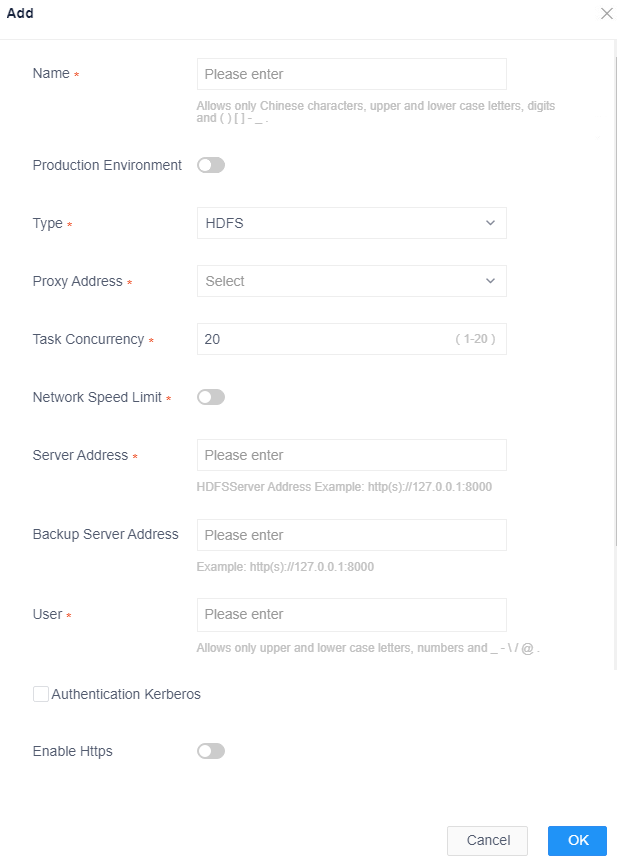 Add
Name *
Please enter
Allows only Chinese characters, upper and lower case letters, digits
and ( ) [ ] - _ .
Production Environment
Type *
HDFS
Proxy Address *
Select
Task Concurrency *
20
( 1-20 )
Network Speed Limit *
Server Address *
Please enter
HDFSServer Address Example: http(s)://127.0.0.1:8000
Backup Server Address
Please enter
Example: http(s)://127.0.0.1:8000
User *
Please enter
Allows only upper and lower case letters, numbers and _ - \ / @ .
Authentication Kerberos
Enable Https
Cancel
OK